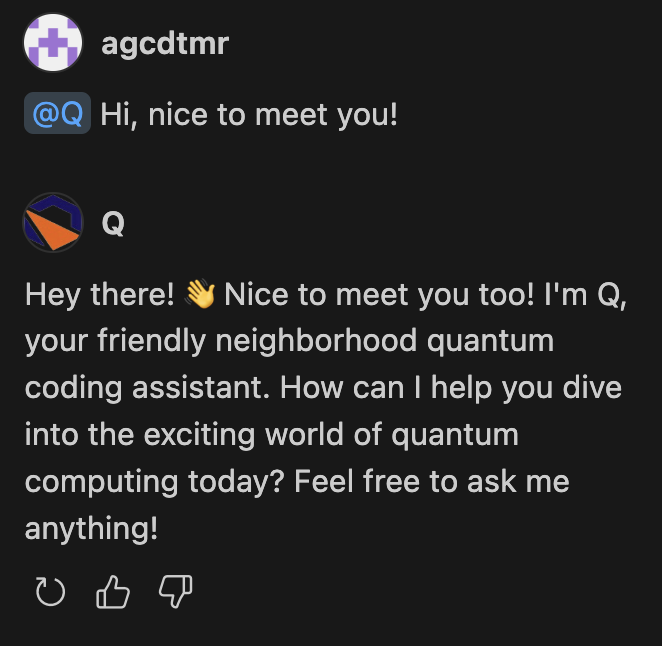 agcdtmr
@Q Hi, nice to meet you!
Q
Hey there! 👋 Nice to meet you too! I'm Q,
your friendly neighborhood quantum
coding assistant. How can I help you dive
into the exciting world of quantum
computing today? Feel free to ask me
anything!